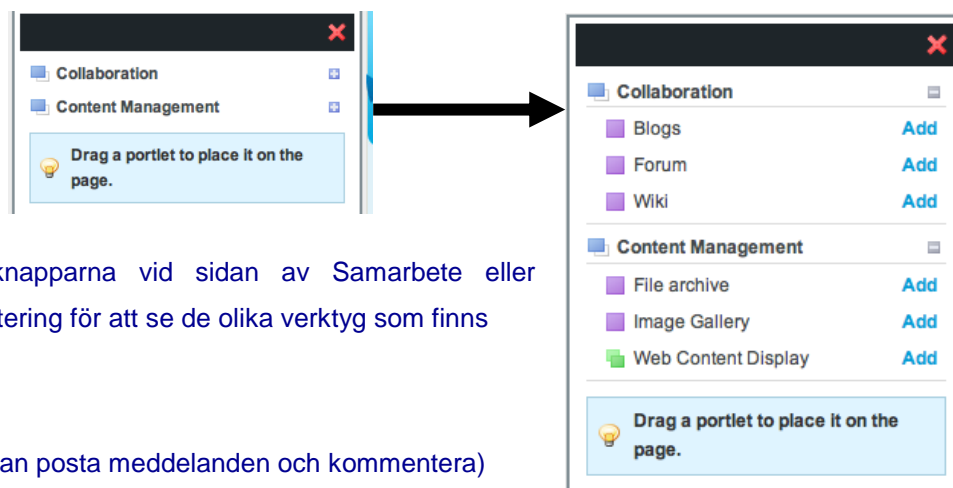 Collaboration
Content Management
Drag a portlet to place it on the
page.
knapparna vid sidan av Samarbete eller
tering för att se de olika verktyg som finns
an posta meddelanden och kommentera)
Collaboration
Blogs Add
Forum Add
Wiki Add
Content Management
File archive Add
Image Gallery Add
Web Content Display Add
Drag a portlet to place it on the
page.